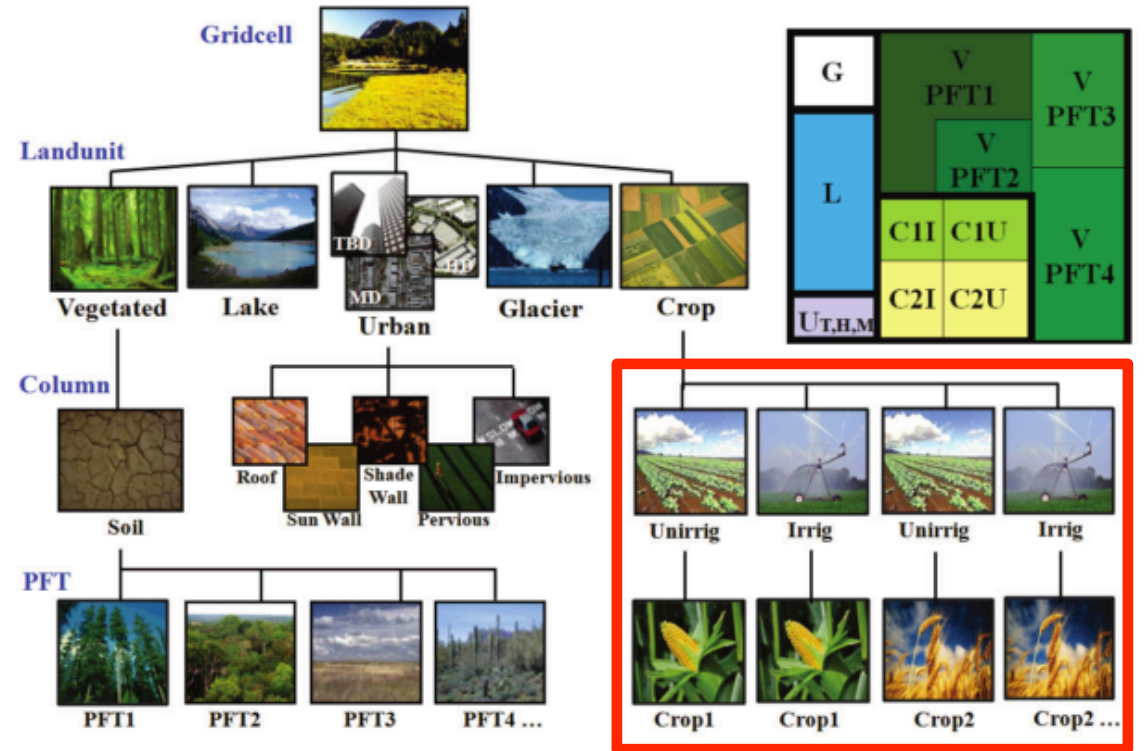 Gridcell
G
V
PFT1
V
PFT3
Landunit
V
PFT2
L
C1I C1U
V
PFT4
C2I C2U
UT,H,M
TBD
HD
MD
Vegetated
Lake
Urban
Glacier
Crop
Column
Roof
Sun Wall
Shade
Wall
Pervious
Impervious
Soil
Unirrig
Irrig
Unirrig
Irrig
PFT
PFT1
PFT2
PFT3
PFT4 ...
Crop1
Crop1
Crop2
Crop2 ...